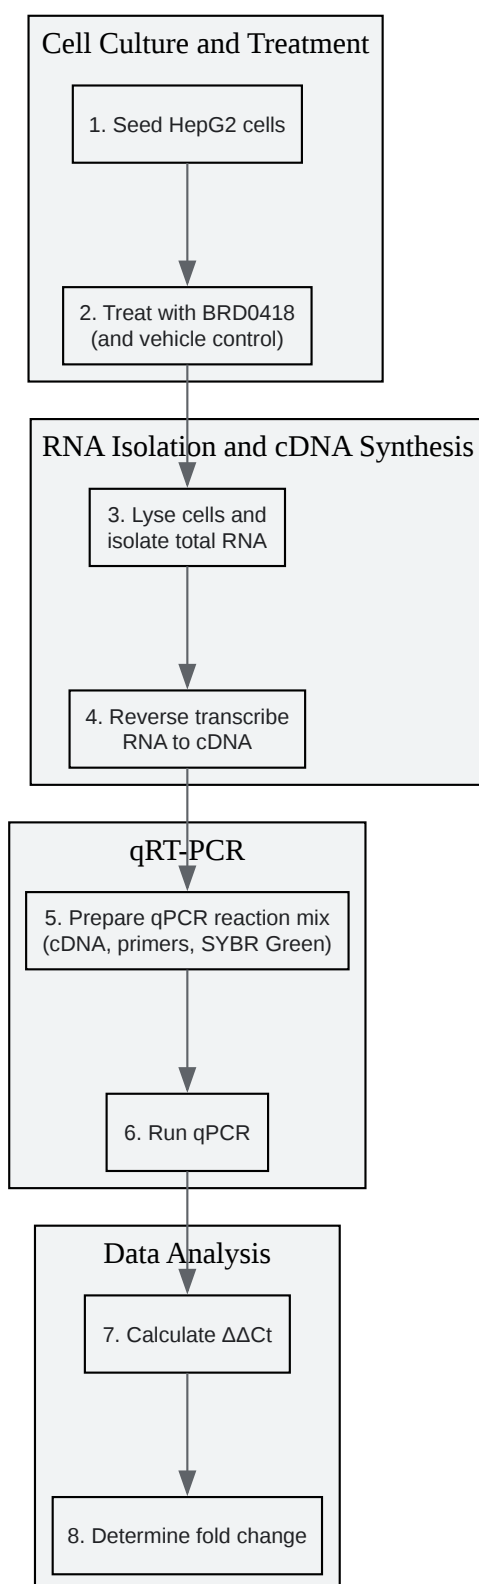 Cell Culture and Treatment
1. Seed HepG2 cells
2. Treat with BRD0418
(and vehicle control)
RNA Isolation and cDNA Synthesis
3. Lyse cells and
isolate total RNA
4. Reverse transcribe
RNA to cDNA
qRT-PCR
5. Prepare qPCR reaction mix
(cDNA, primers, SYBR Green)
6. Run qPCR
Data Analysis
7. Calculate ΔΔCt
8. Determine fold change